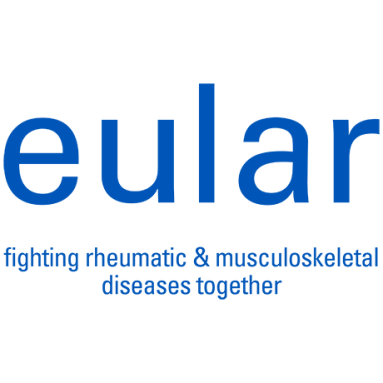 eular
fighting rheumatic & musculoskeletal
diseases together